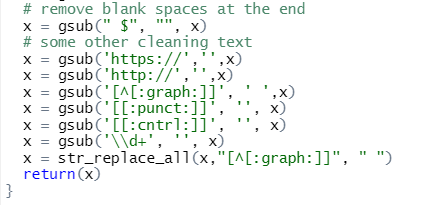 # remove blank spaces at the end
x = gsub(" $", "", x)
# some other cleaning text
x = gsub('https://','',x)
x = gsub('http://','',x)
x = gsub('[^[:graph:]]', ' ',x)
x = gsub('[[:punct:]]', '', x)
x = gsub('[[:cntrl:]]', '', x)
x = gsub('\\d+', '', x)
x = str_replace_all(x,"[^[:graph:]]", " ")
return(x)
}